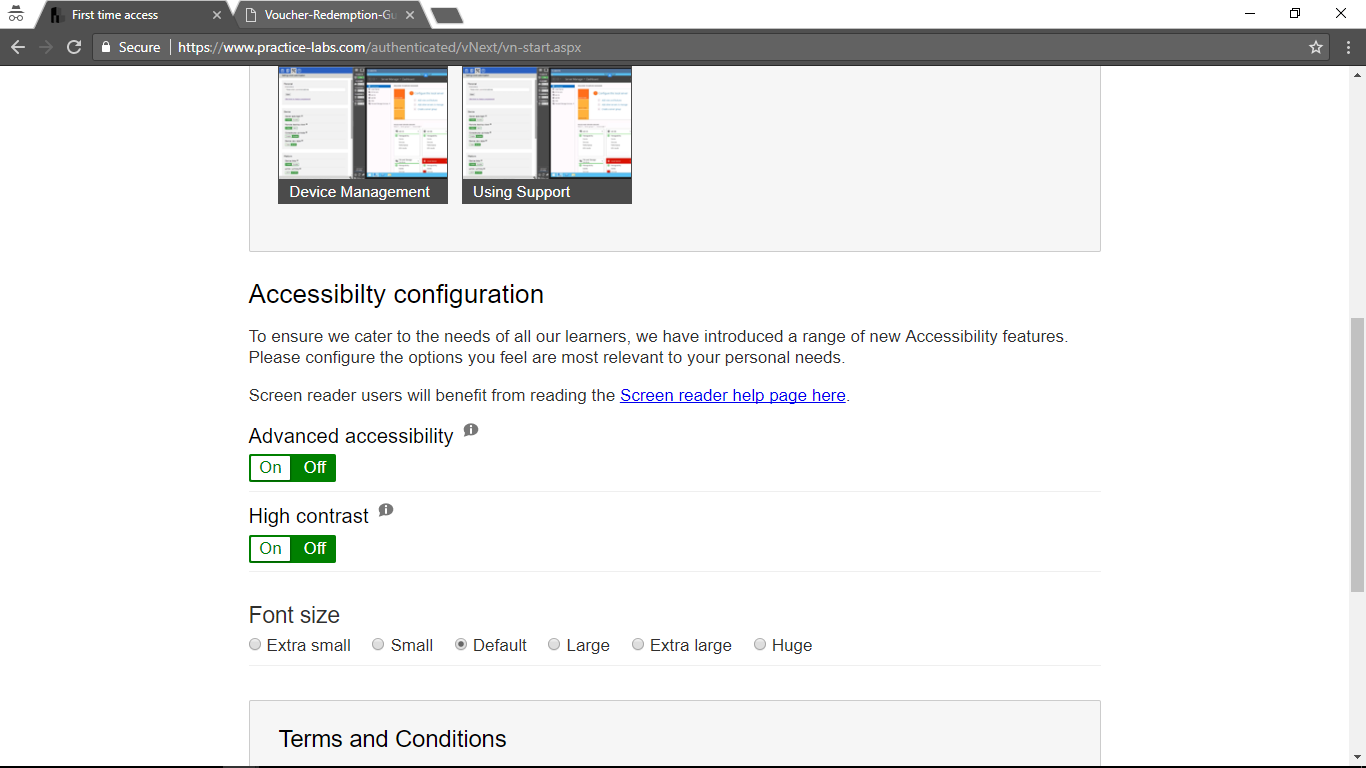 First time access
Voucher-Redemption-Gu
Secure
https://www.practice-labs.com/authenticated/vNext/vn-start.aspx
Device Management
Using Support
Accessibilty configuration
To ensure we cater to the needs of all our learners, we have introduced a range of new Accessibility features.
Please configure the options you feel are most relevant to your personal needs.
Screen reader users will benefit from reading the Screen reader help page here.
Advanced accessibility
On Off
High contrast
On Off
Font size
Extra small Small Default Large Extra large Huge
Terms and Conditions